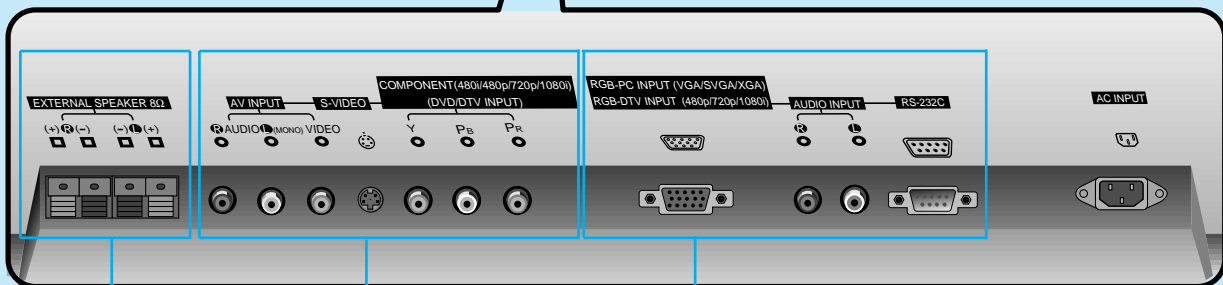 EXTERNAL SPEAKER 8Ω
(+) R (-) (-) L (+)
AV INPUT
R AUDIO L (MONO) VIDEO
S-VIDEO
COMPONENT(480i/480p/720p/1080i)
(DVD/DTV INPUT)
Y PB PR
RGB-PC INPUT (VGA/SVGA/XGA)
RGB-DTV INPUT (480p/720p/1080i)
AUDIO INPUT
R L
RS-232C
AC INPUT